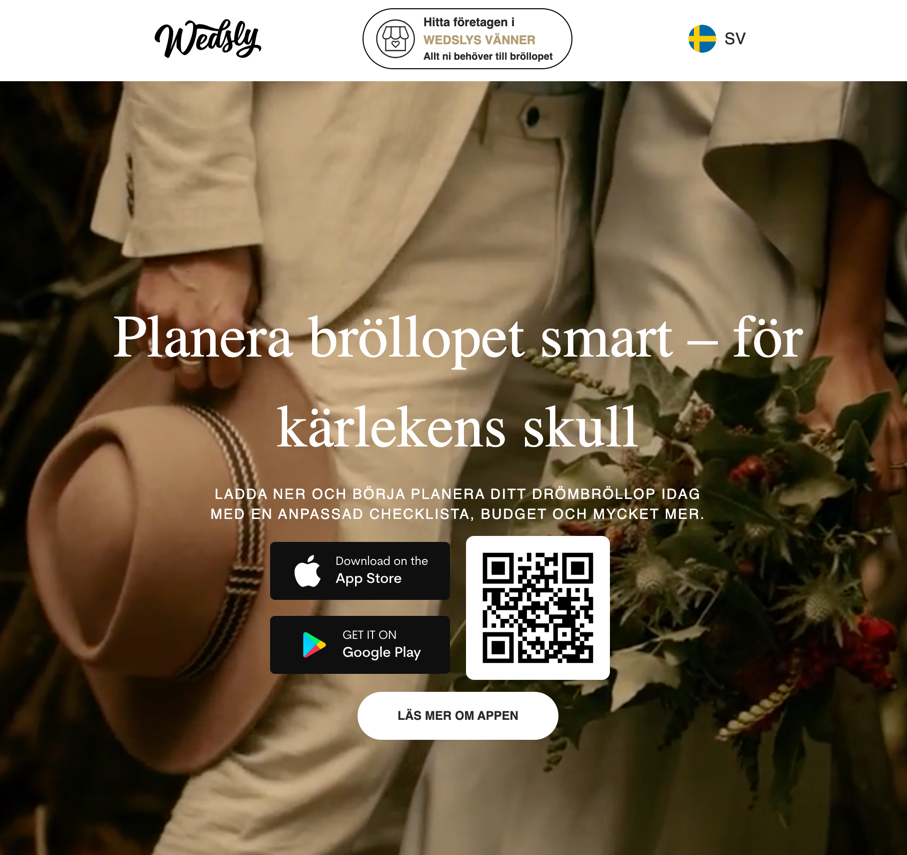 Wedsly
Hitta företagen i
WEDSLYS VÄNNER
Allt ni behöver till bröllopet
SV
Planera bröllopet smart – för
kärlekens skull
LADDA NER OCH BÖRJA PLANERA DITT DRÖMBRÖLLOP IDAG
MED EN ANPASSAD CHECKLISTA, BUDGET OCH MYCKET MER.
Download on the
App Store
GET IT ON
Google Play
LÄS MER OM APPEN